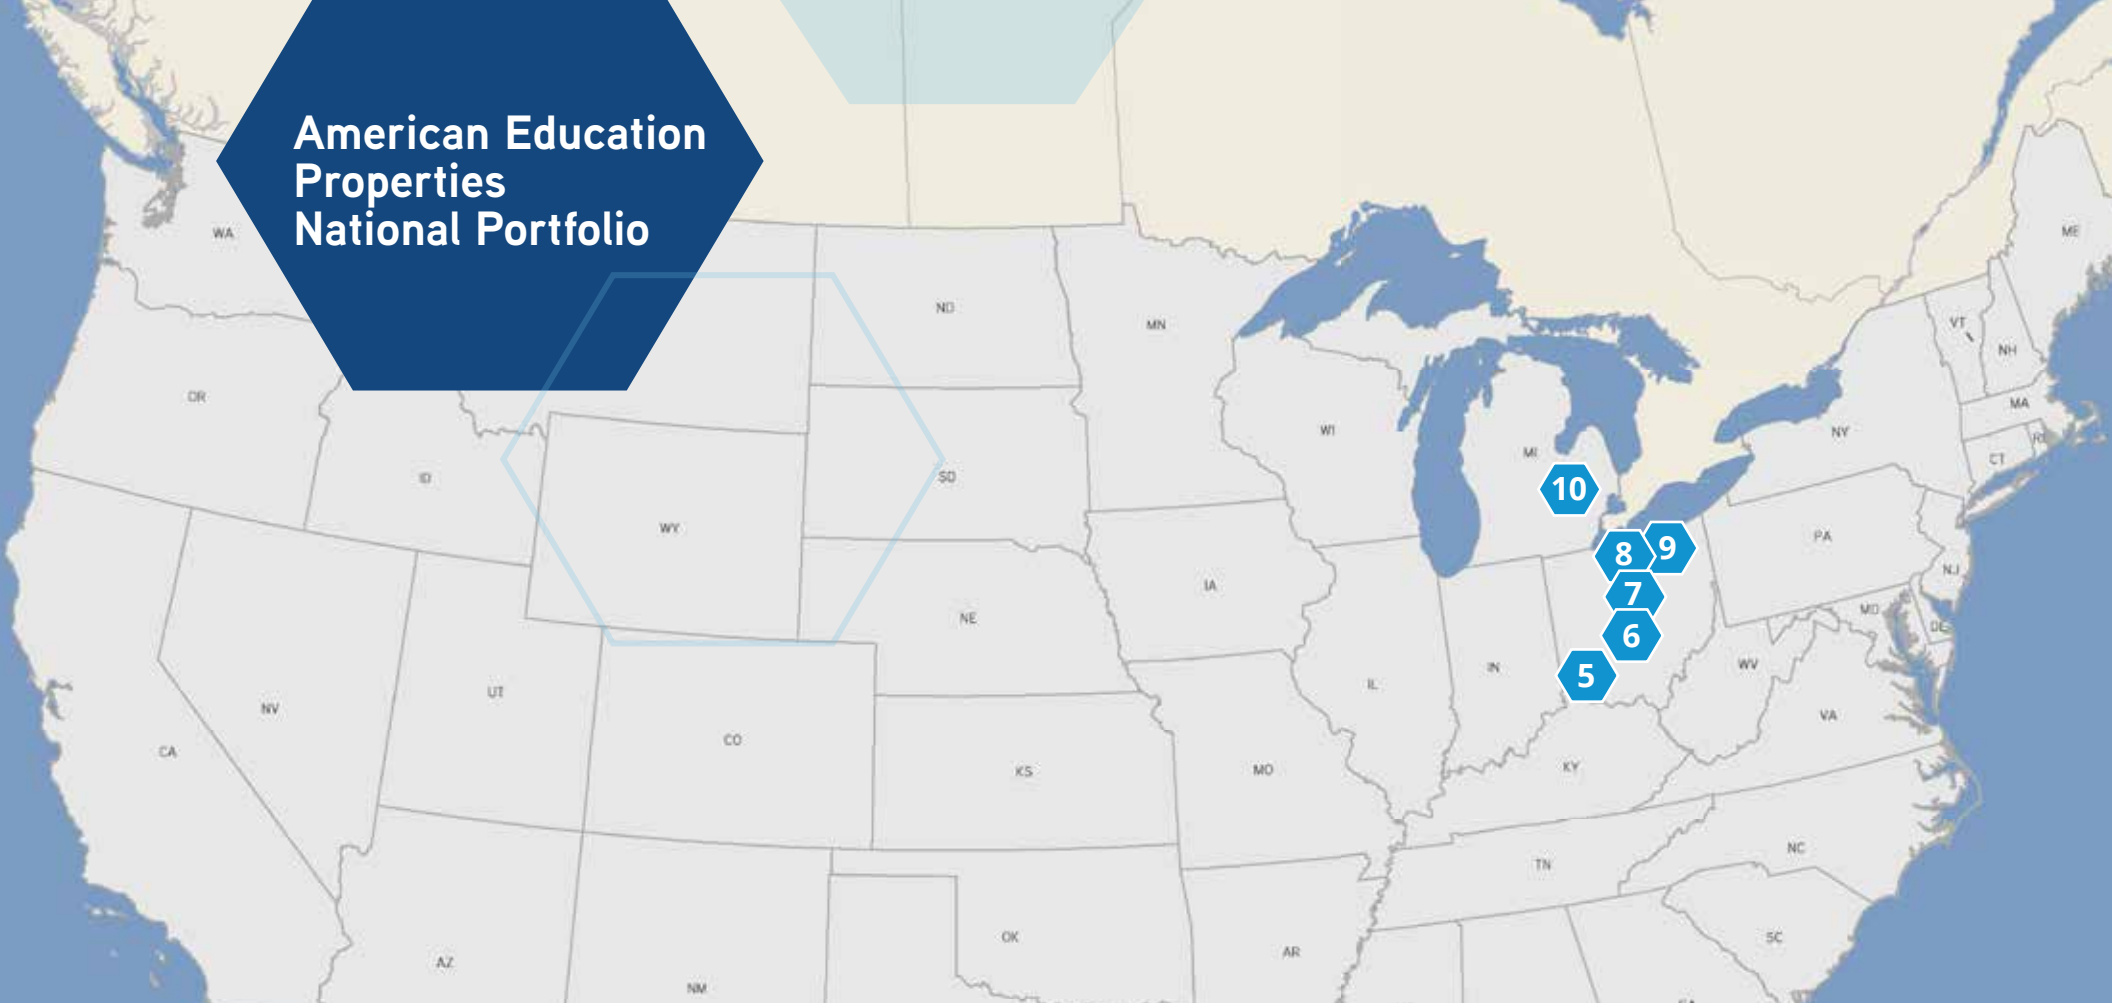 American Education
Properties
National Portfolio
WA
ME
ND
MN
VT
NH
OR
MA
WI
NY
RI
MI
CT
ID
SD
10
WY
PA
9
8
NJ
IA
7
MD
NE
DE
6
WV
IN
5
IL
UT
NV
VA
CO
CA
KY
MO
KS
NC
TN
OK
SC
AR
AZ
NM